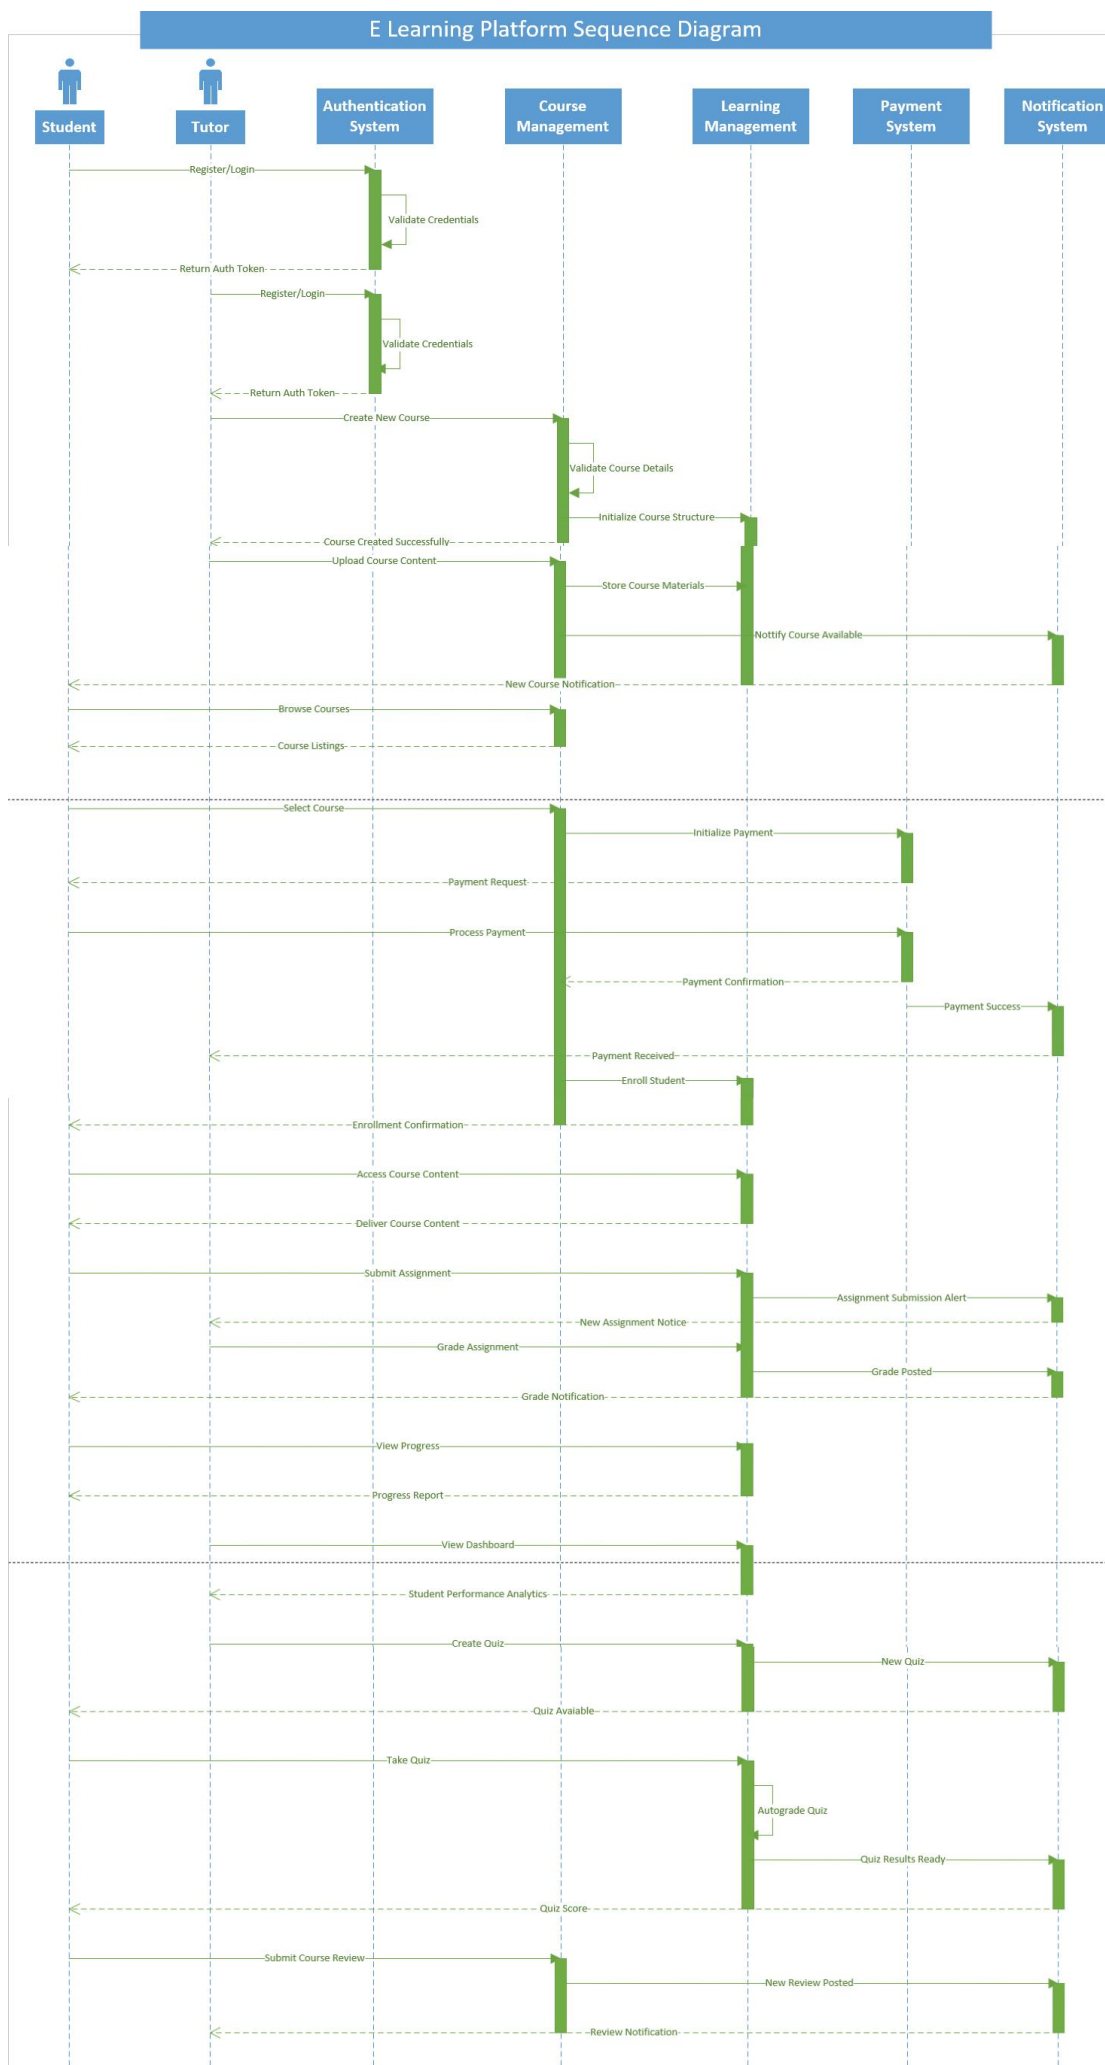 E Learning Platform Sequence Diagram
Student
Tutor
Authentication
System
Course
Management
Learning
Management
Payment
System
Notification
System
Register/Login
Validate Credentials
Return Auth Token
Register/Login
Validate Credentials
Return Auth Token
Create New Course
Validate Course Details
Initialize Course Structure
Course Created Successfully
Upload Course Content
Store Course Materials
Nottify Course Available
New Course Notification
Browse Courses
Course Listings
Select Course
Initialize Payment
Payment Request
Process Payment
Payment Confirmation
Payment Success
Payment Received
Enroll Student
Enrollment Confirmation
Access Course Content
Deliver Course Content
Submit Assignment
Assignment Submission Alert
New Assignment Notice
Grade Assignment
Grade Posted
Grade Notification
View Progress
Progress Report
View Dashboard
Student Performance Analytics
Create Quiz
New Quiz
Quiz Avaiable
Take Quiz
Autograde Quiz
Quiz Results Ready
Quiz Score
Submit Course Review
New Review Posted
Review Notification